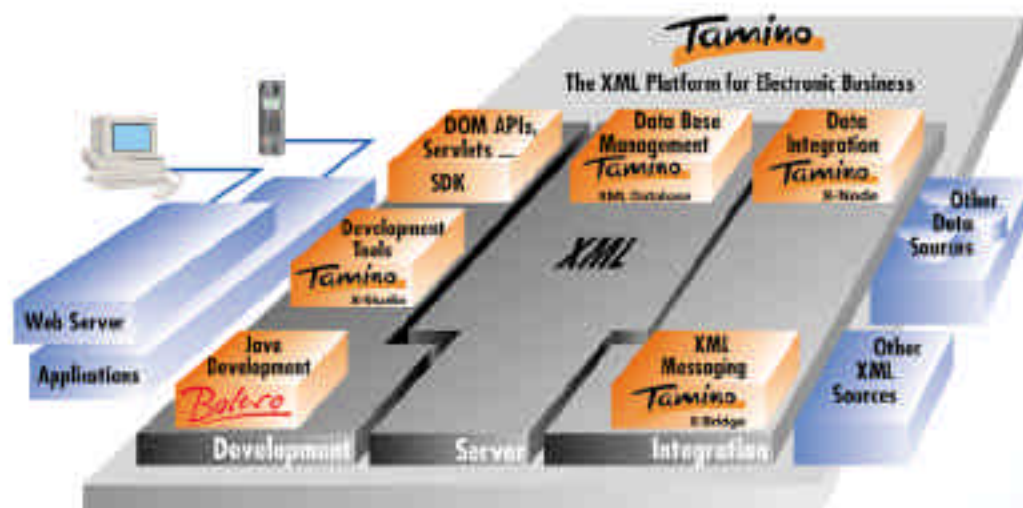 Tamino
The XML Platform for Electronic Business
DOM APIs,
Servlets ...
SDK
Data Base
Management
Tamino
XML Database
Data
Integration
Tamino
X-Node
Development
Tools
Tamino
X-Studio
XML
Other
Data
Sources
Web Server
Applications
Java
Development
Bolero
XML
Messaging
Tamino
X-Bridge
Other
XML
Sources
Development
Server
Integration